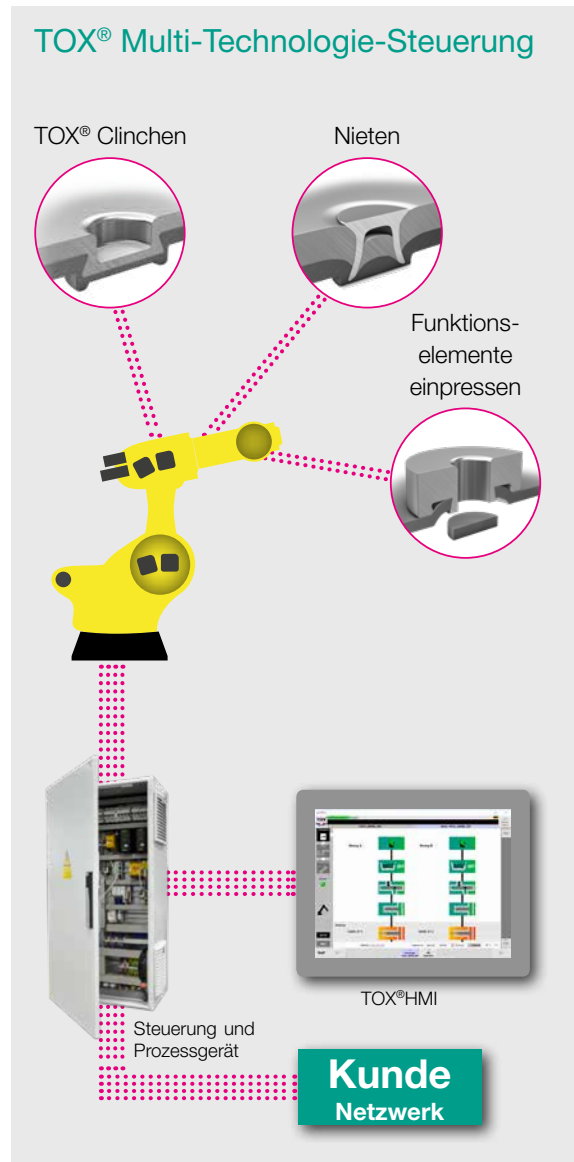 TOX® Multi-Technologie-Steuerung
TOX® Clinchen
Nieten
Funktions-
elemente
einpressen
TOX®HMI
Steuerung und
Prozessgerät
Kunde
Netzwerk